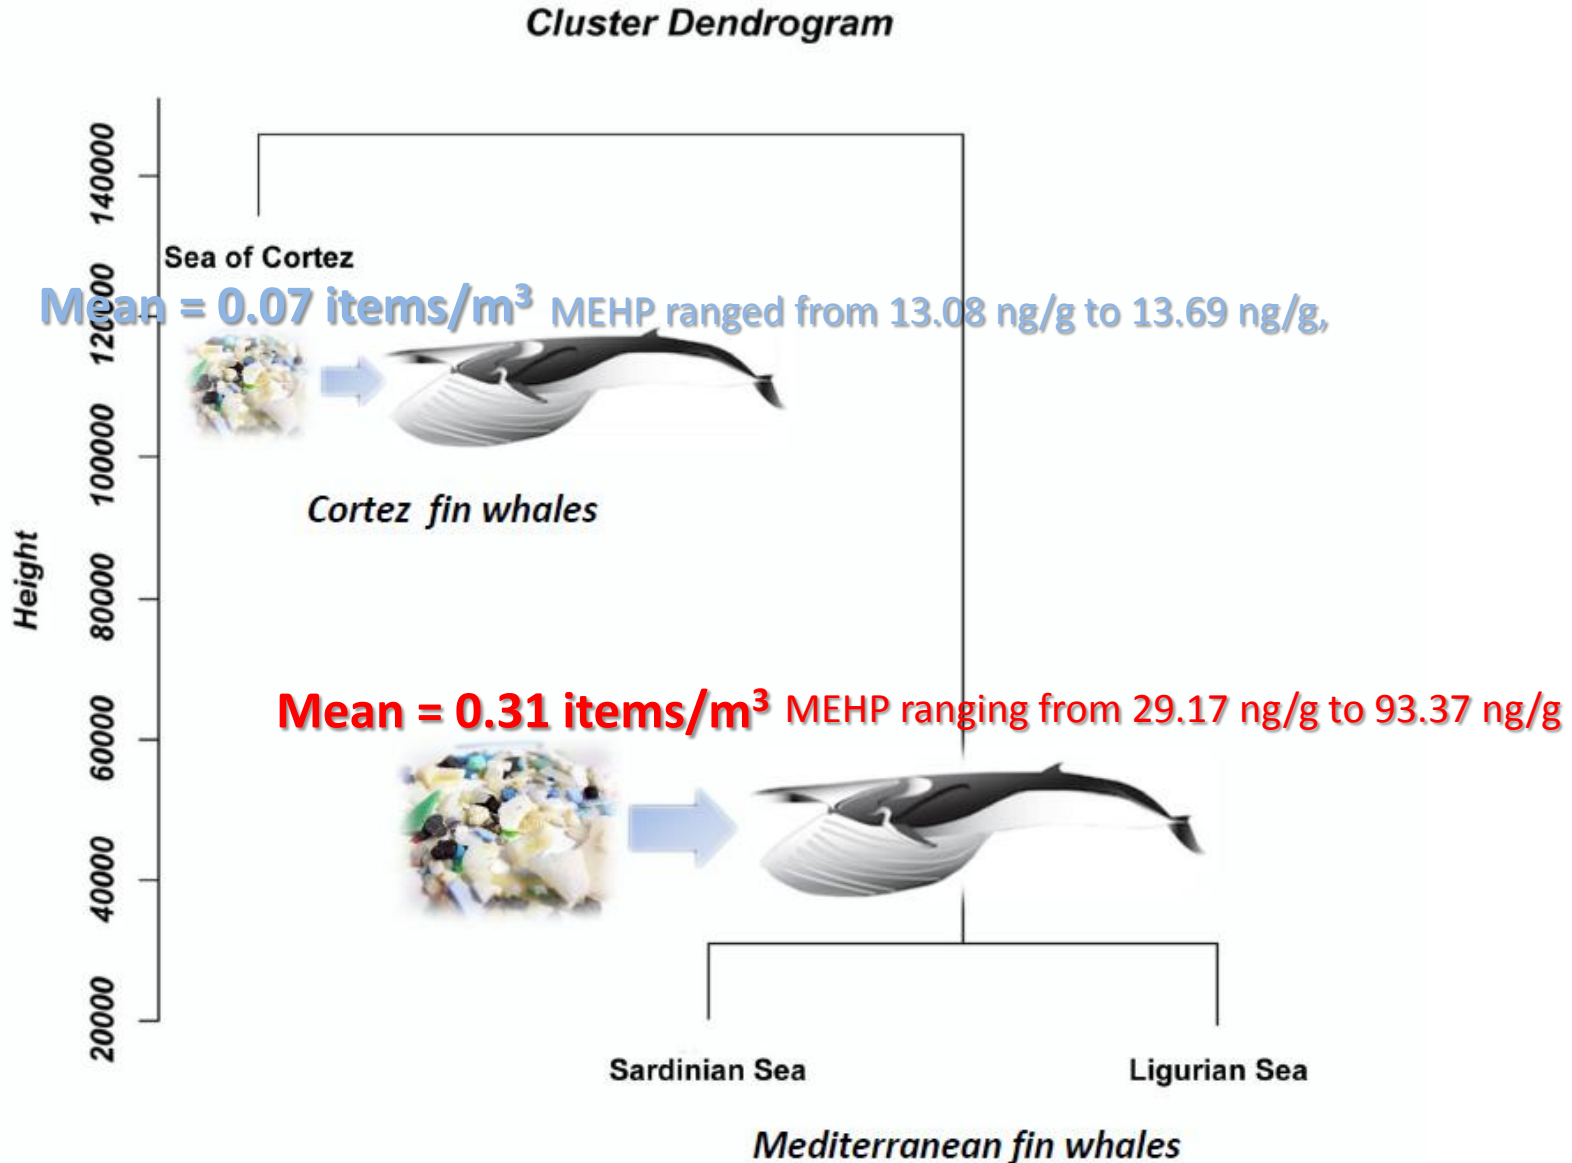 Cluster Dendrogram
Height
140000
120000
100000
80000
60000
40000
20000
Sea of Cortez
Mean = 0.07 items/m³ MEHP ranged from 13.08 ng/g to 13.69 ng/g,
Cortez fin whales
Mean = 0.31 items/m³ MEHP ranging from 29.17 ng/g to 93.37 ng/g
Sardinian Sea
Ligurian Sea
Mediterranean fin whales